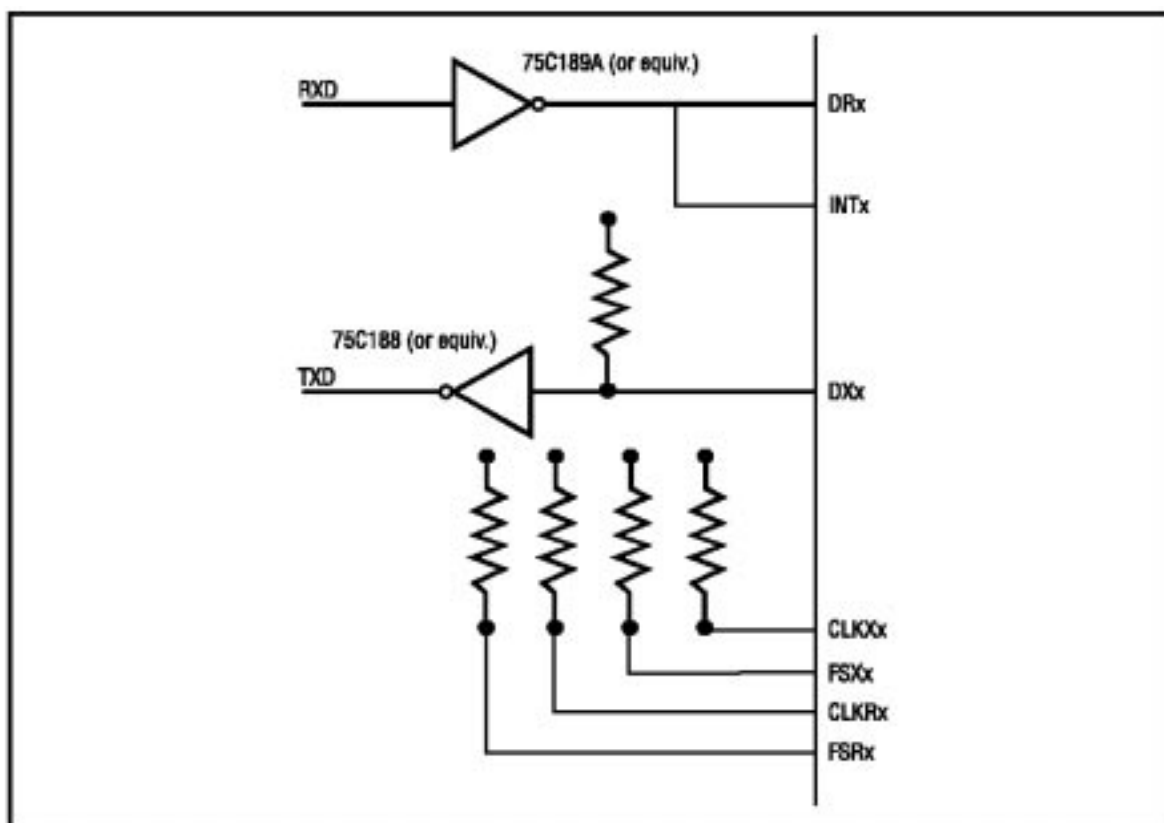 75C189A (or equiv.)
RXD
DRx
INTx
75C188 (or equiv.)
TXD
DXx
CLKXx
FSXx
CLKRx
FSRx